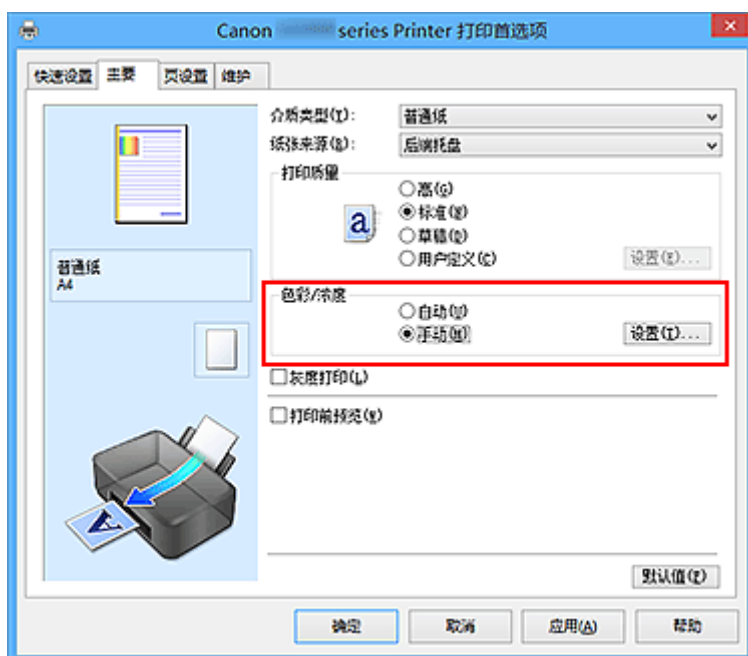 Canon series Printer 打印首选项
快速设置 主要 页设置 维护
介质类型(T): 普通纸
纸张来源(B): 后端托盘
打印质量
高(G)
a
标准(N)
草稿(D)
用户定义(C) 设置(E)...
普通纸
A4
色彩/浓度
自动(U)
手动(M) 设置(T)...
灰度打印(L)
打印前预览(V)
A
默认值(F)
确定 取消 应用(A) 帮助